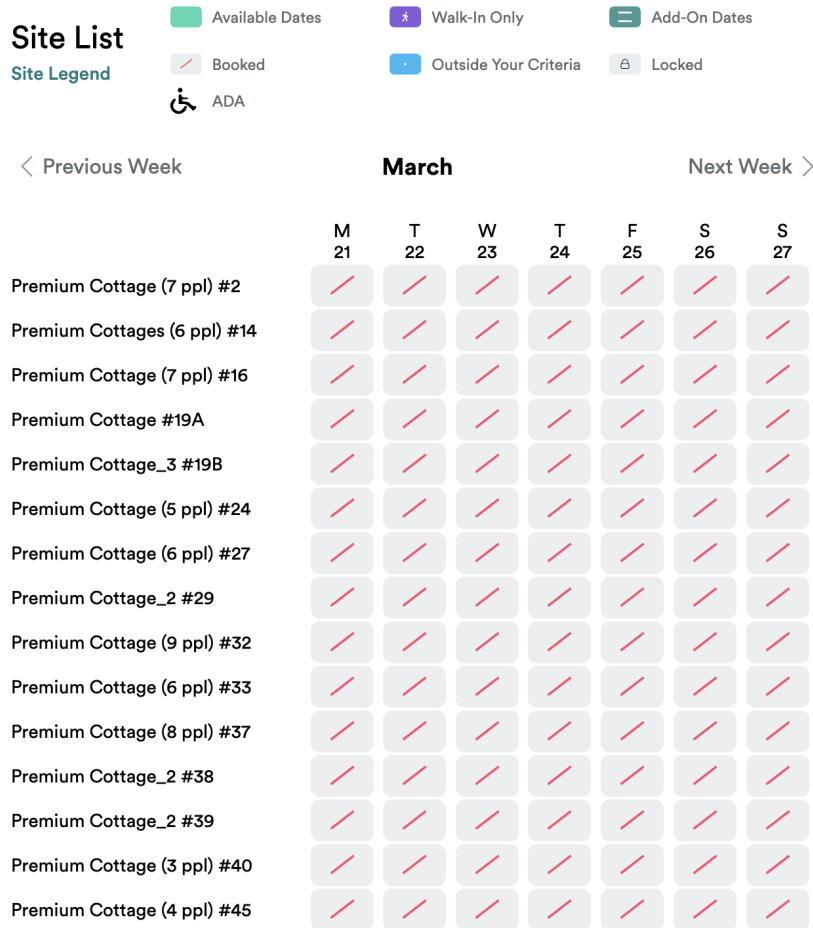 Site List
Site Legend
Available Dates
Walk-In Only
Add-On Dates
Booked
Outside Your Criteria
Locked
ADA
Previous Week
March
Next Week
M T W T F S S
21 22 23 24 25 26 27
Premium Cottage (7 ppl) #2
Premium Cottages (6 ppl) #14
Premium Cottage (7 ppl) #16
Premium Cottage #19A
Premium Cottage_3 #19B
Premium Cottage (5 ppl) #24
Premium Cottage (6 ppl) #27
Premium Cottage_2 #29
Premium Cottage (9 ppl) #32
Premium Cottage (6 ppl) #33
Premium Cottage (8 ppl) #37
Premium Cottage_2 #38
Premium Cottage_2 #39
Premium Cottage (3 ppl) #40
Premium Cottage (4 ppl) #45